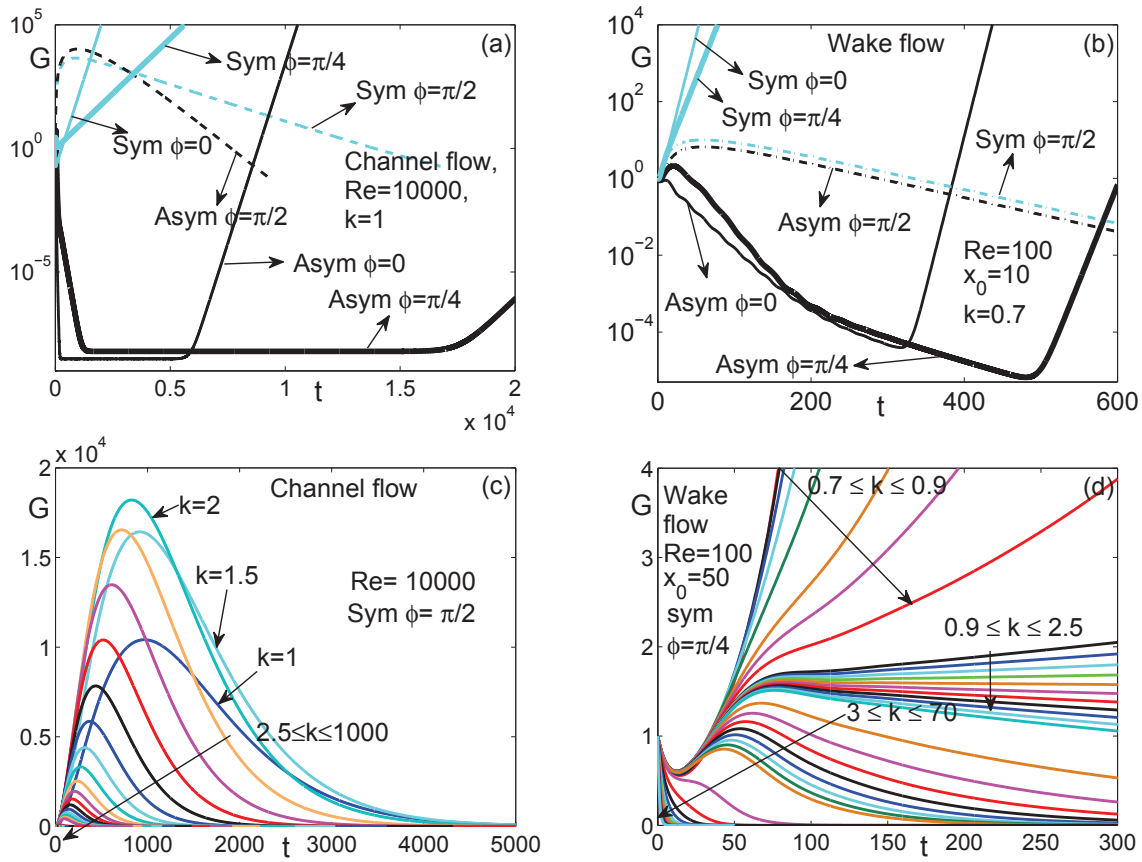 10^5
G
(a)
Sym ϕ=π/4
Sym ϕ=π/2
10^0
Sym ϕ=0
Channel flow,
Re=10000,
k=1
Asym ϕ=π/2
10^-5
Asym ϕ=0
Asym ϕ=π/4
0 0.5 1 1.5 2
t
x 10^4
10^4
G
Wake flow
(b)
Sym ϕ=0
10^2
Sym ϕ=π/4
Sym ϕ=π/2
10^0
Asym ϕ=π/2
10^-2
Re=100
x_0=10
k=0.7
Asym ϕ=0
10^-4
Asym ϕ=π/4
0 200 400 600
t
x 10^4
2
G
Channel flow
(c)
k=2
1.5
k=1.5
Re= 10000
Sym ϕ= π/2
1
k=1
0.5
2.5≤k≤1000
0
0 1000 2000 3000 4000 5000
t
4
G
Wake
flow
Re=100
x_0=50
sym
ϕ=π/4
0.7 ≤ k ≤ 0.9
(d)
3
2
0.9 ≤ k ≤ 2.5
1
3 ≤ k ≤ 70
0
0 50 100 150 200 250 300
t